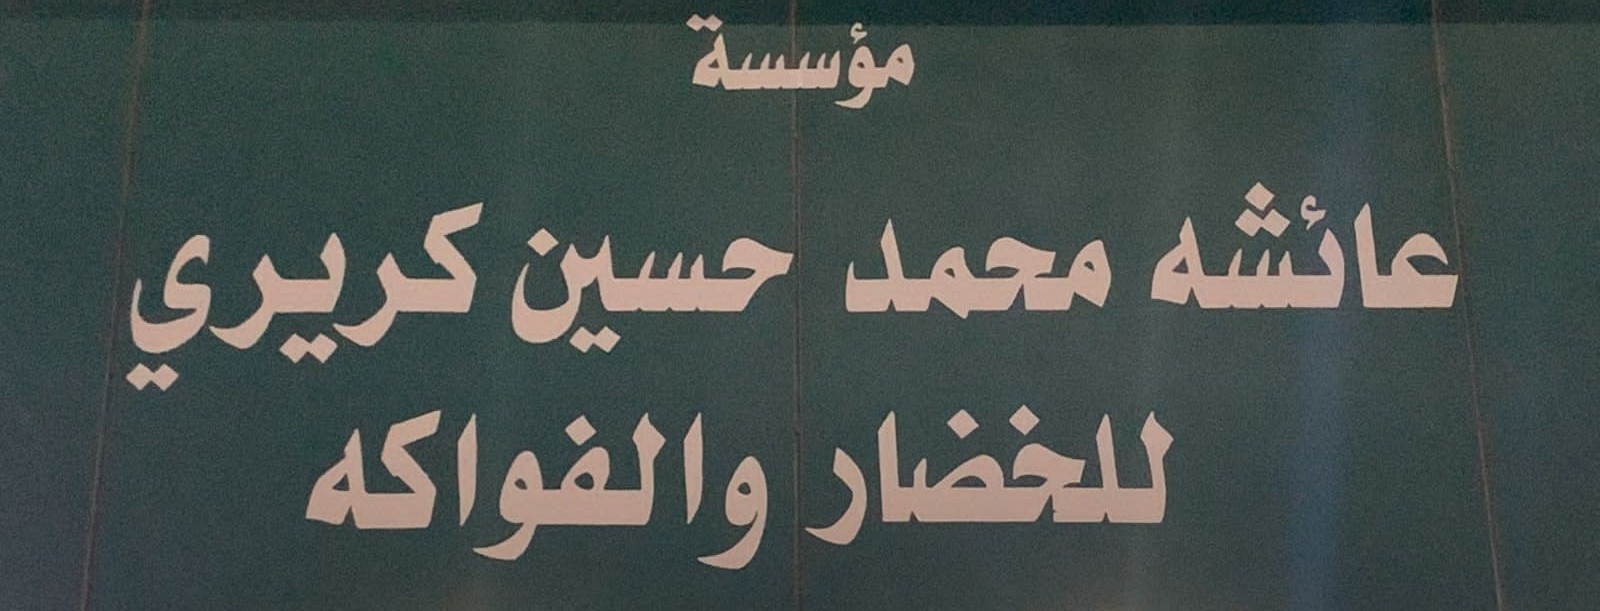 مؤسسة
عائشه محمد حسين كريري
للخضار والفواكه